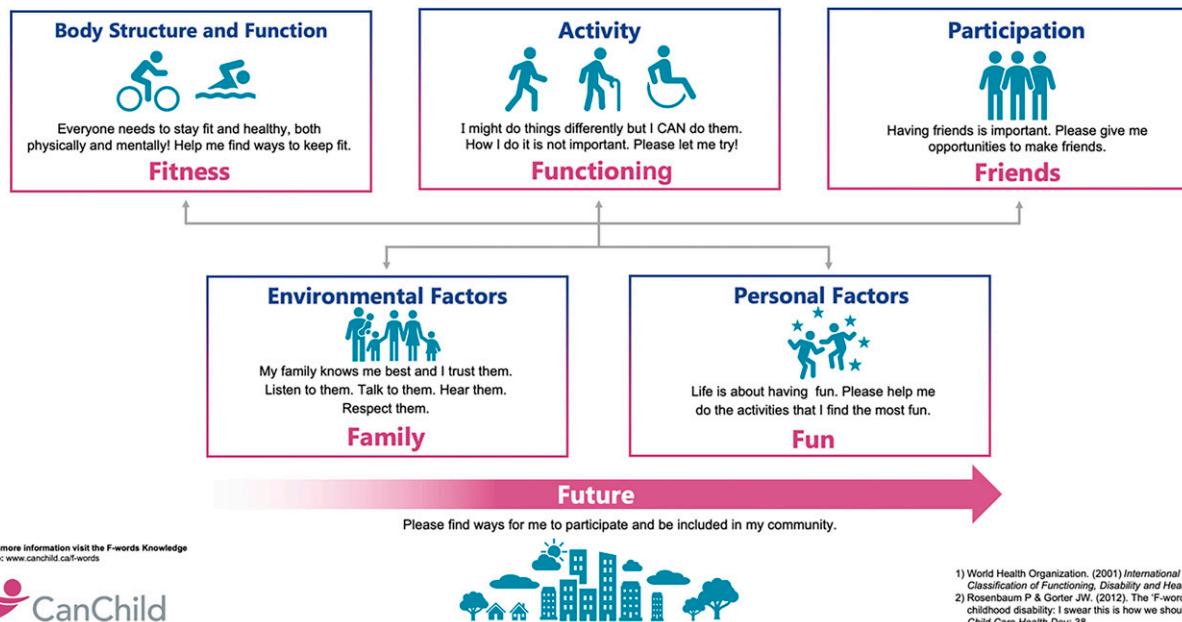 Body Structure and Function
Everyone needs to stay fit and healthy, both
physically and mentally! Help me find ways to keep fit.
Fitness
Activity
I might do things differently but I CAN do them.
How I do it is not important. Please let me try!
Functioning
Participation
Having friends is important. Please give me
opportunities to make friends.
Friends
Environmental Factors
My family knows me best and I trust them.
Listen to them. Talk to them. Hear them.
Respect them.
Family
Personal Factors
Life is about having fun. Please help me
do the activities that I find the most fun.
Fun
Future
Please find ways for me to participate and be included in my community.
more information visit the F-words Knowledge
www.canchild.ca/f-words
CanChild
1) World Health Organization. (2001) International
Classification of Functioning, Disability and
2) Rosenbaum P & Gorter JW. (2012). The
childhood disability: I swear this is how we
Child Care Health Dev; 38.